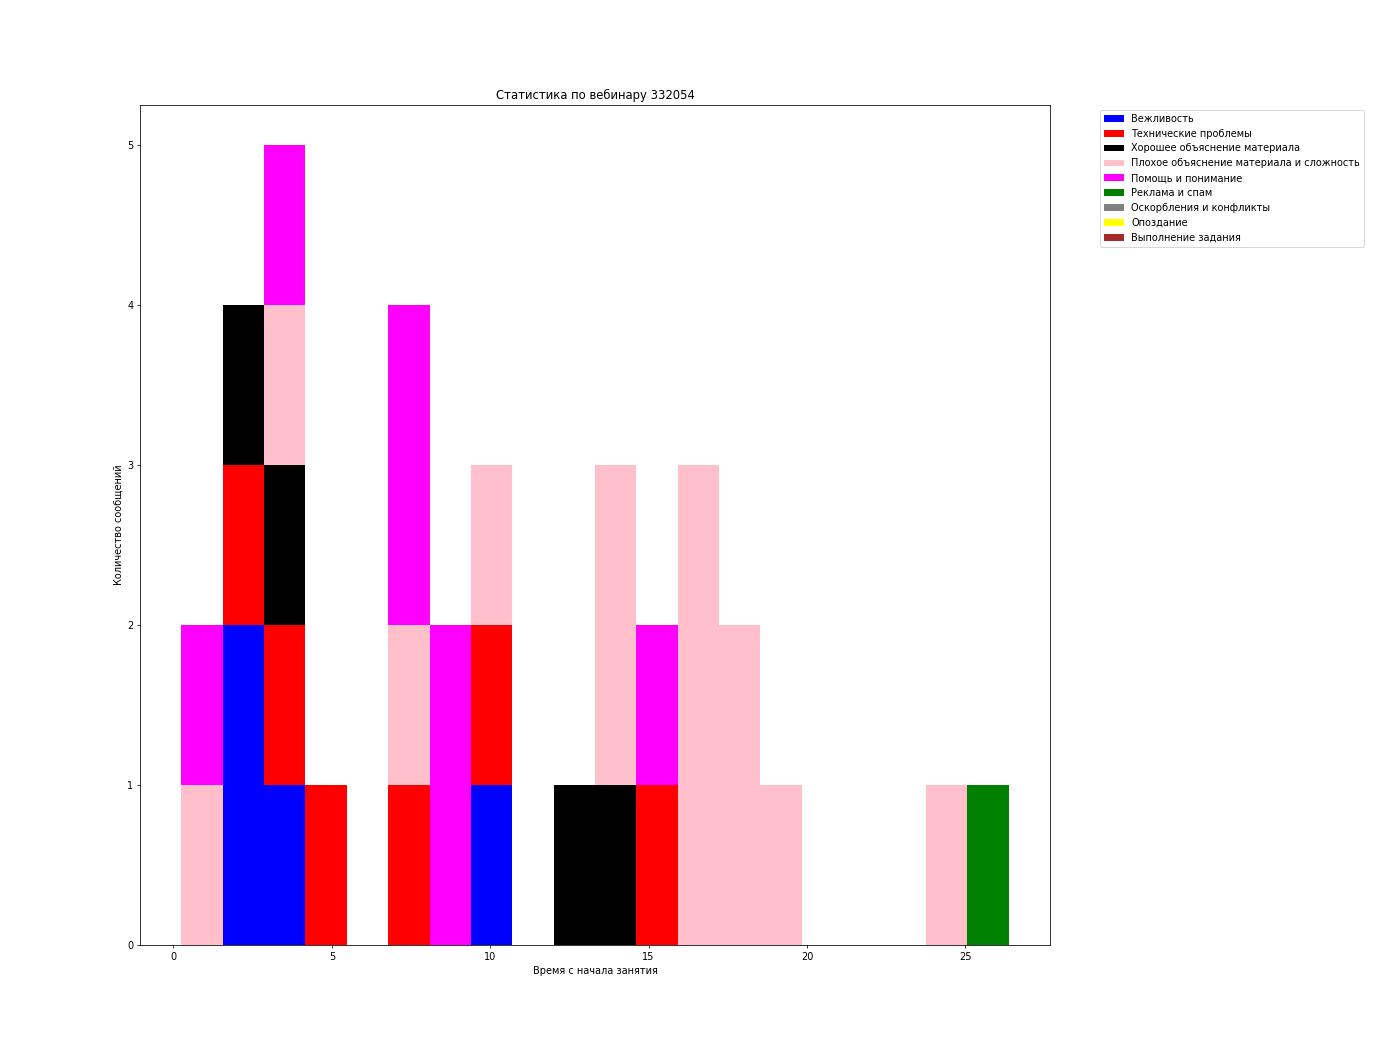 Статистика по вебинару 332054
Вежливость
Технические проблемы
Хорошее объяснение материала
Плохое объяснение материала и сложность
Помощь и понимание
Реклама и спам
Оскорбления и конфликты
Опоздание
Выполнение задания
Количество сообщений
5
4
3
2
1
0
0 5 10 15 20 25
Время с начала занятия